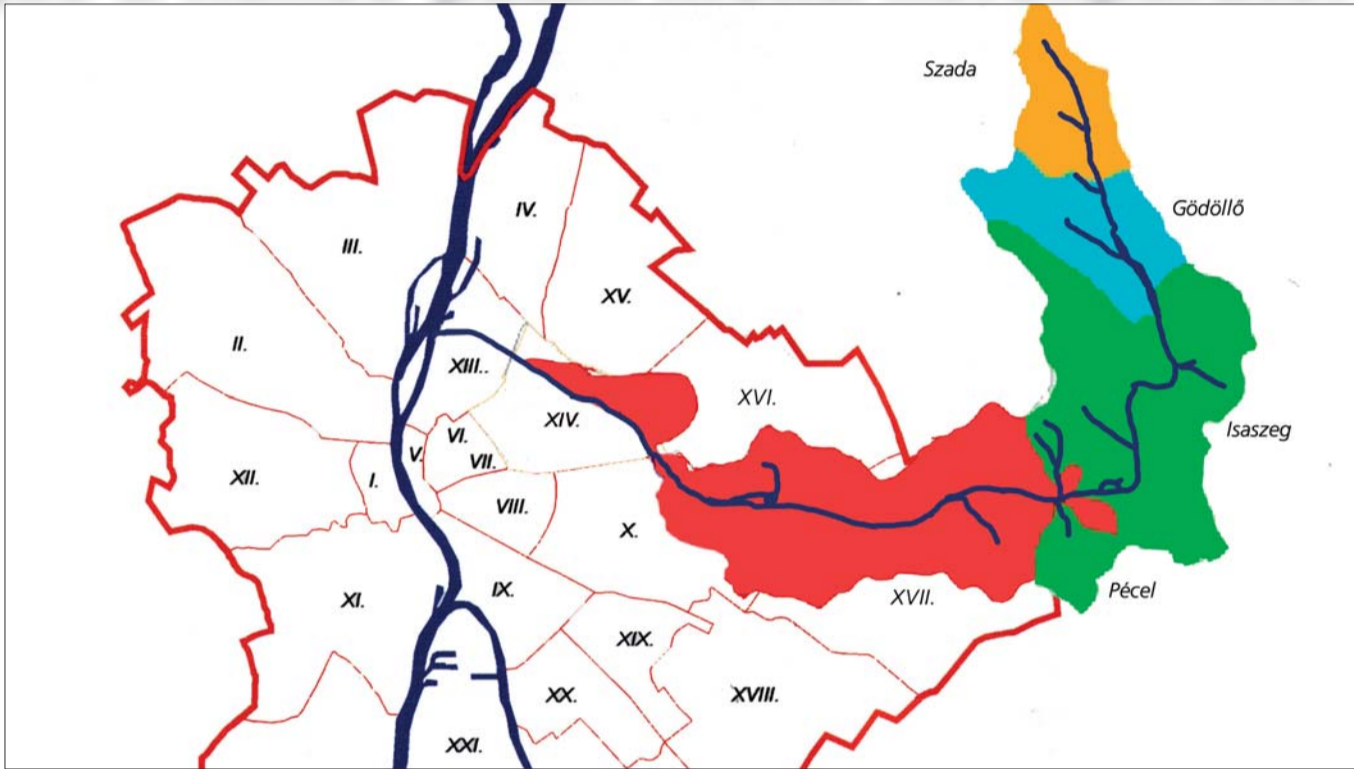 Szada
Gödöllő
IV.
III.
XV.
II.
XIII..
XVI.
XIV.
Isaszeg
VI.
V.
VII.
XII.
I.
VIII.
X.
IX.
Pécel
XI.
XVII.
XIX.
XX.
XVIII.
XXI.